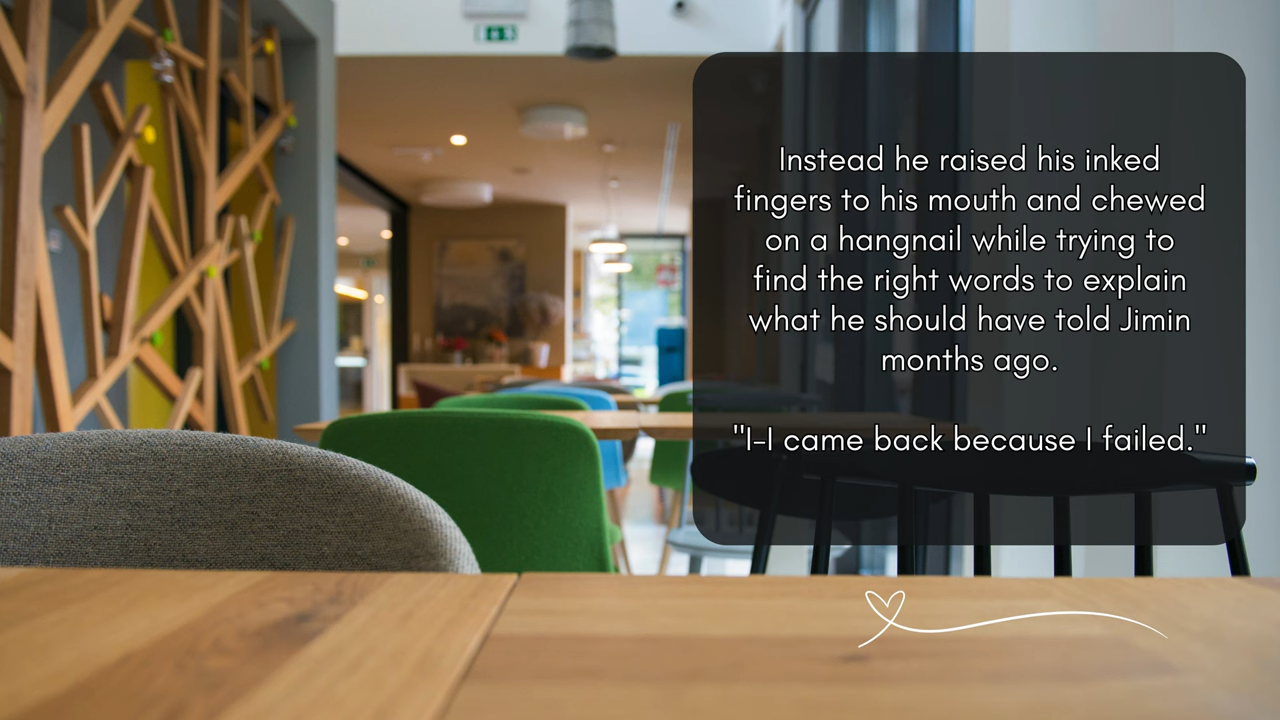 Instead he raised his inked
fingers to his mouth and chewed
on a hangnail while trying to
find the right words to explain
what he should have told Jimin
months ago.
"I-I came back because I failed."